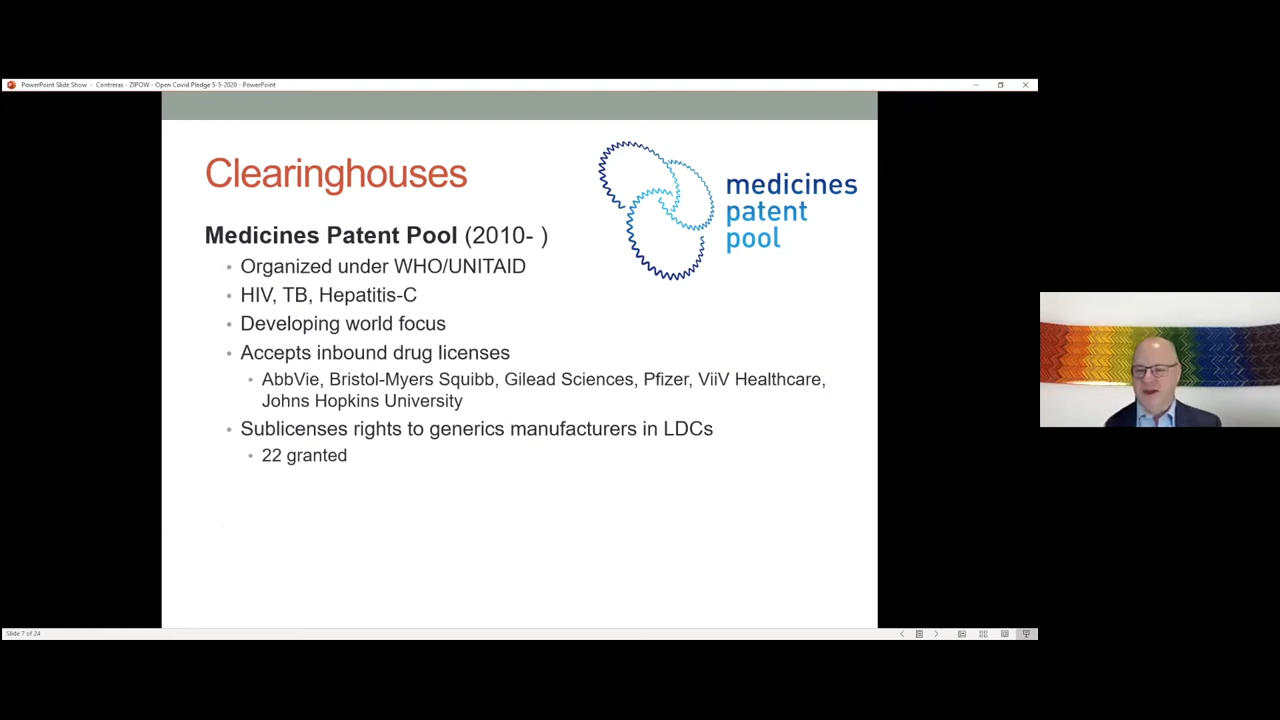 PowerPoint Slide Show - Contreras - ZIPOW - Open Covid Pledge 5-5-2020 - PowerPoint
Clearinghouses
medicines
patent
pool
Medicines Patent Pool (2010- )
• Organized under WHO/UNITAID
• HIV, TB, Hepatitis-C
• Developing world focus
• Accepts inbound drug licenses
• AbbVie, Bristol-Myers Squibb, Gilead Sciences, Pfizer, ViiV Healthcare,
Johns Hopkins University
• Sublicenses rights to generics manufacturers in LDCs
• 22 granted
Slide 7 of 24